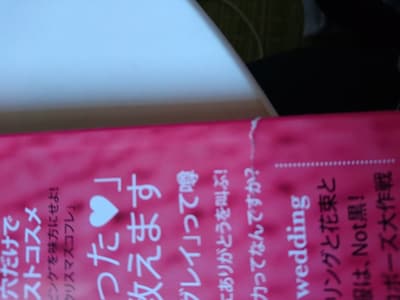 wedding
リングと花束と
は、Not黒!
ポーズ大作戦
ってなんですか?
ありがとうを叫ぶ!
グレイ」って噂
った♥」
教えます
ンケを味方にせよ!
クリスマスコフレ」
穴だけで
ストコスメ